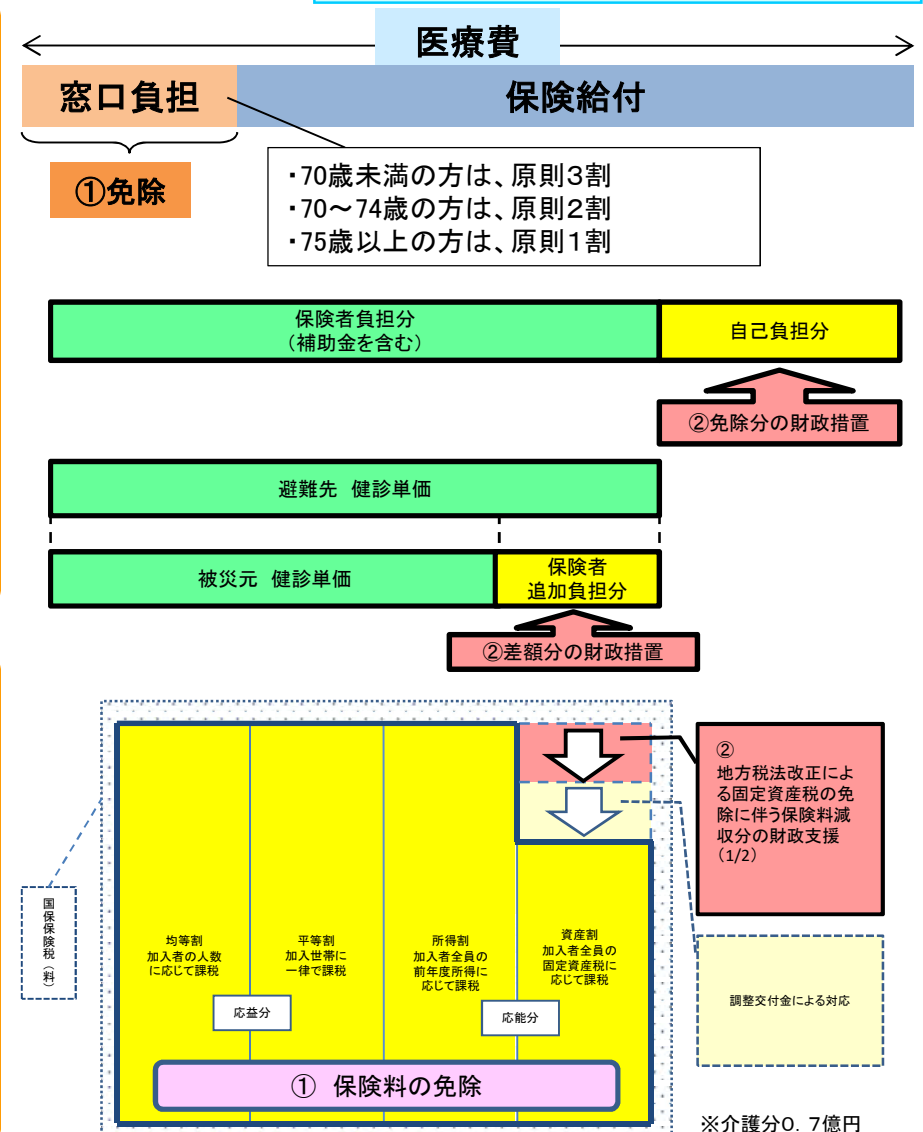 医療費
窓口負担
保険給付
①免除
・70歳未満の方は、原則３割
・70～74歳の方は、原則２割
・75歳以上の方は、原則１割
保険者負担分
（補助金を含む）
自己負担分
②免除分の財政措置
避難先 健診単価
被災元 健診単価
保険者
追加負担分
②差額分の財政措置
国保保険税（料）
均等割
加入者の人数
に応じて課税
平等割
加入世帯に
一律で課税
所得割
加入者全員の
前年度所得に
応じて課税
資産割
加入者全員の
固定資産税に
応じて課税
応益分
応能分
① 保険料の免除
②
地方税法改正によ
る固定資産税の免
除に伴う保険料減
収分の財政支援
（1/2）
調整交付金による対応
※介護分０．７億円